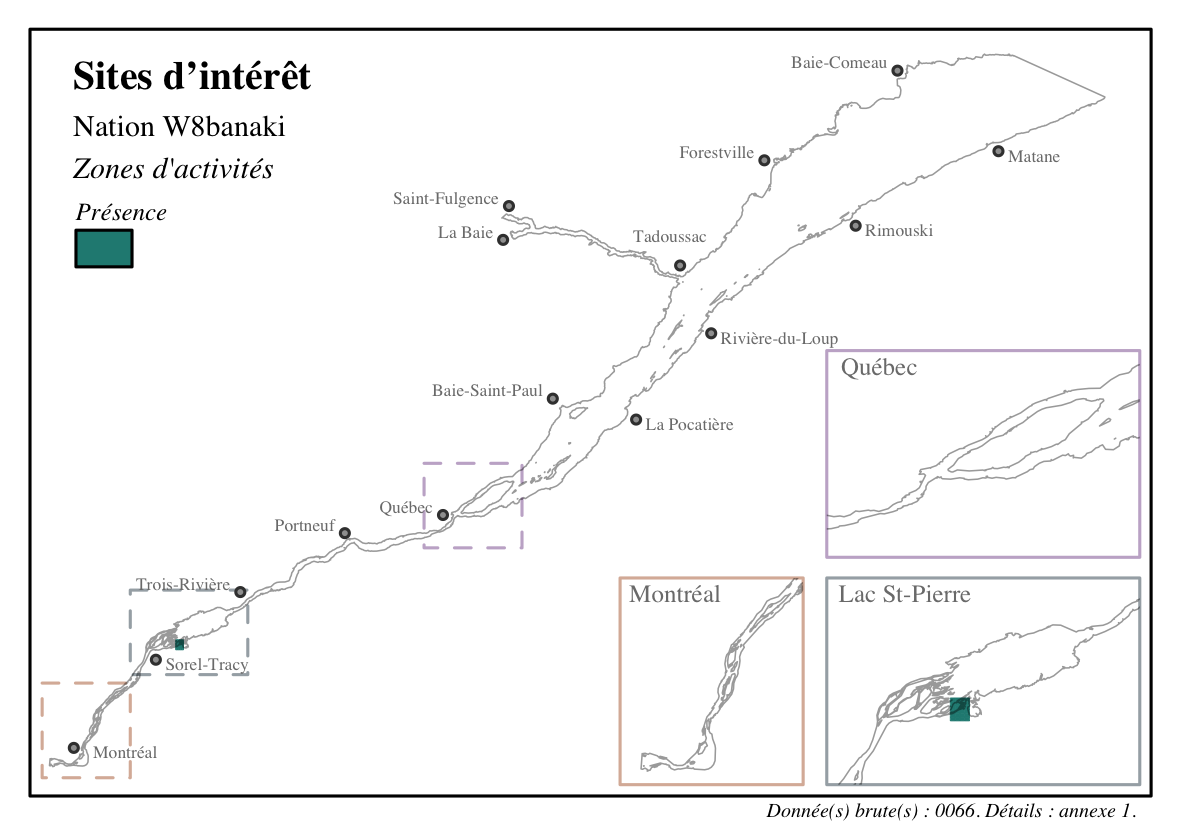 Sites d’intérêt
Nation W8banaki
Zones d'activités
Présence
Baie-Comeau
Forestville
Matane
Saint-Fulgence
La Baie
Tadoussac
Rimouski
Rivière-du-Loup
Baie-Saint-Paul
La Pocatière
Québec
Québec
Portneuf
Trois-Rivière
Sorel-Tracy
Montréal
Montréal
Lac St-Pierre
Donnée(s) brute(s) : 0066. Détails : annexe 1.